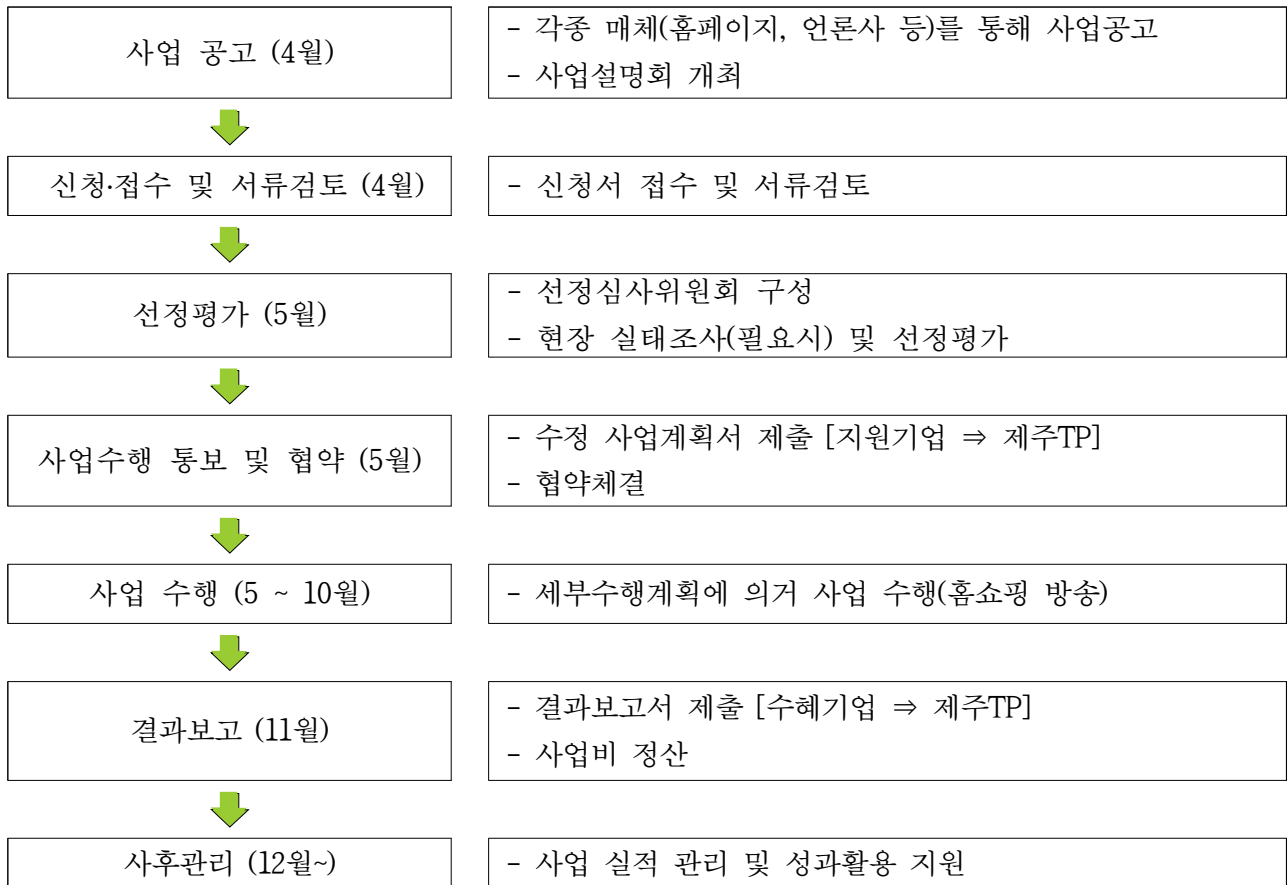 사업 공고 (4월)
- 각종 매체(홈페이지, 언론사 등)를 통해 사업공고
- 사업설명회 개최
신청·접수 및 서류검토 (4월)
- 신청서 접수 및 서류검토
선정평가 (5월)
- 선정심사위원회 구성
- 현장 실태조사(필요시) 및 선정평가
사업수행 통보 및 협약 (5월)
- 수정 사업계획서 제출 [지원기업 ⇒ 제주TP]
- 협약체결
사업 수행 (5 ~ 10월)
- 세부수행계획에 의거 사업 수행(홈쇼핑 방송)
결과보고 (11월)
- 결과보고서 제출 [수혜기업 ⇒ 제주TP]
- 사업비 정산
사후관리 (12월~)
- 사업 실적 관리 및 성과활용 지원